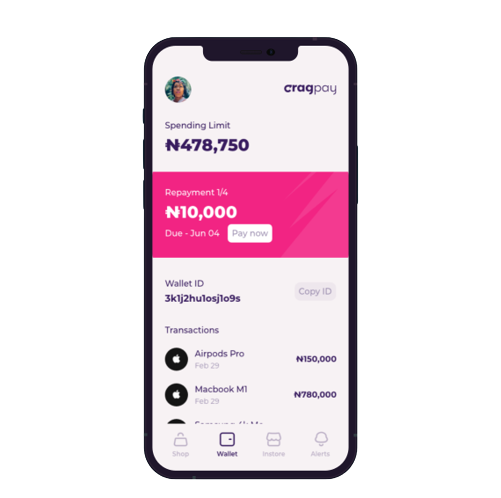 cragpay
Spending Limit
₦478,750
Repayment 1/4
₦10,000
Due - Jun 04 Pay now
Wallet ID
3k1j2hu1osj1o9s
Copy ID
Transactions
Airpods Pro
Feb 29
₦150,000
Macbook M1
Feb 29
₦780,000
Shop Wallet Instore Alerts